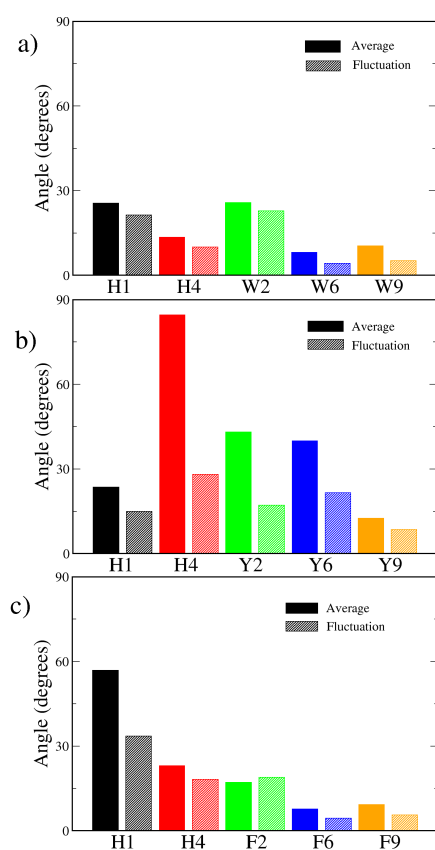 a)
Angle (degrees)
90
60
30
0
Average
Fluctuation
H1 H4 W2 W6 W9
b)
Angle (degrees)
90
60
30
0
Average
Fluctuation
H1 H4 Y2 Y6 Y9
c)
Angle (degrees)
90
60
30
0
Average
Fluctuation
H1 H4 F2 F6 F9